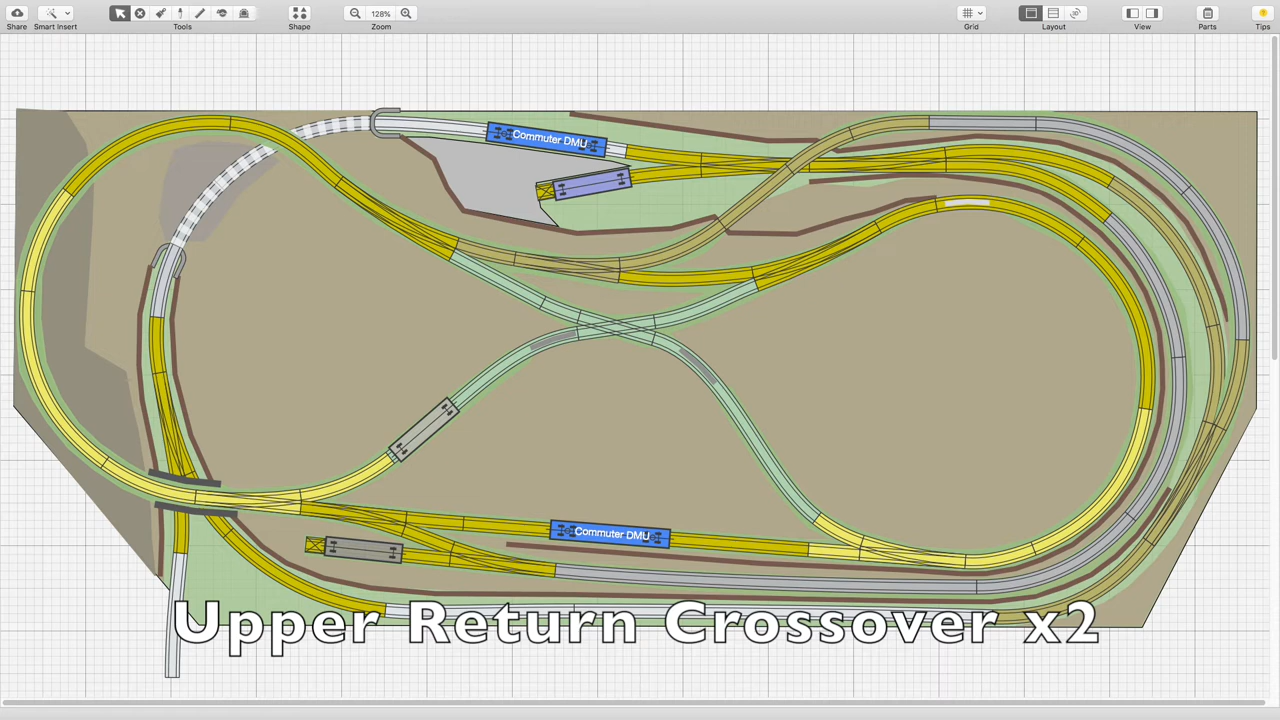 Share Smart Insert Tools Shape 128% Zoom Grid Layout View Parts Tips
Commuter DMU
Commuter DMU
Upper Return Crossover x2